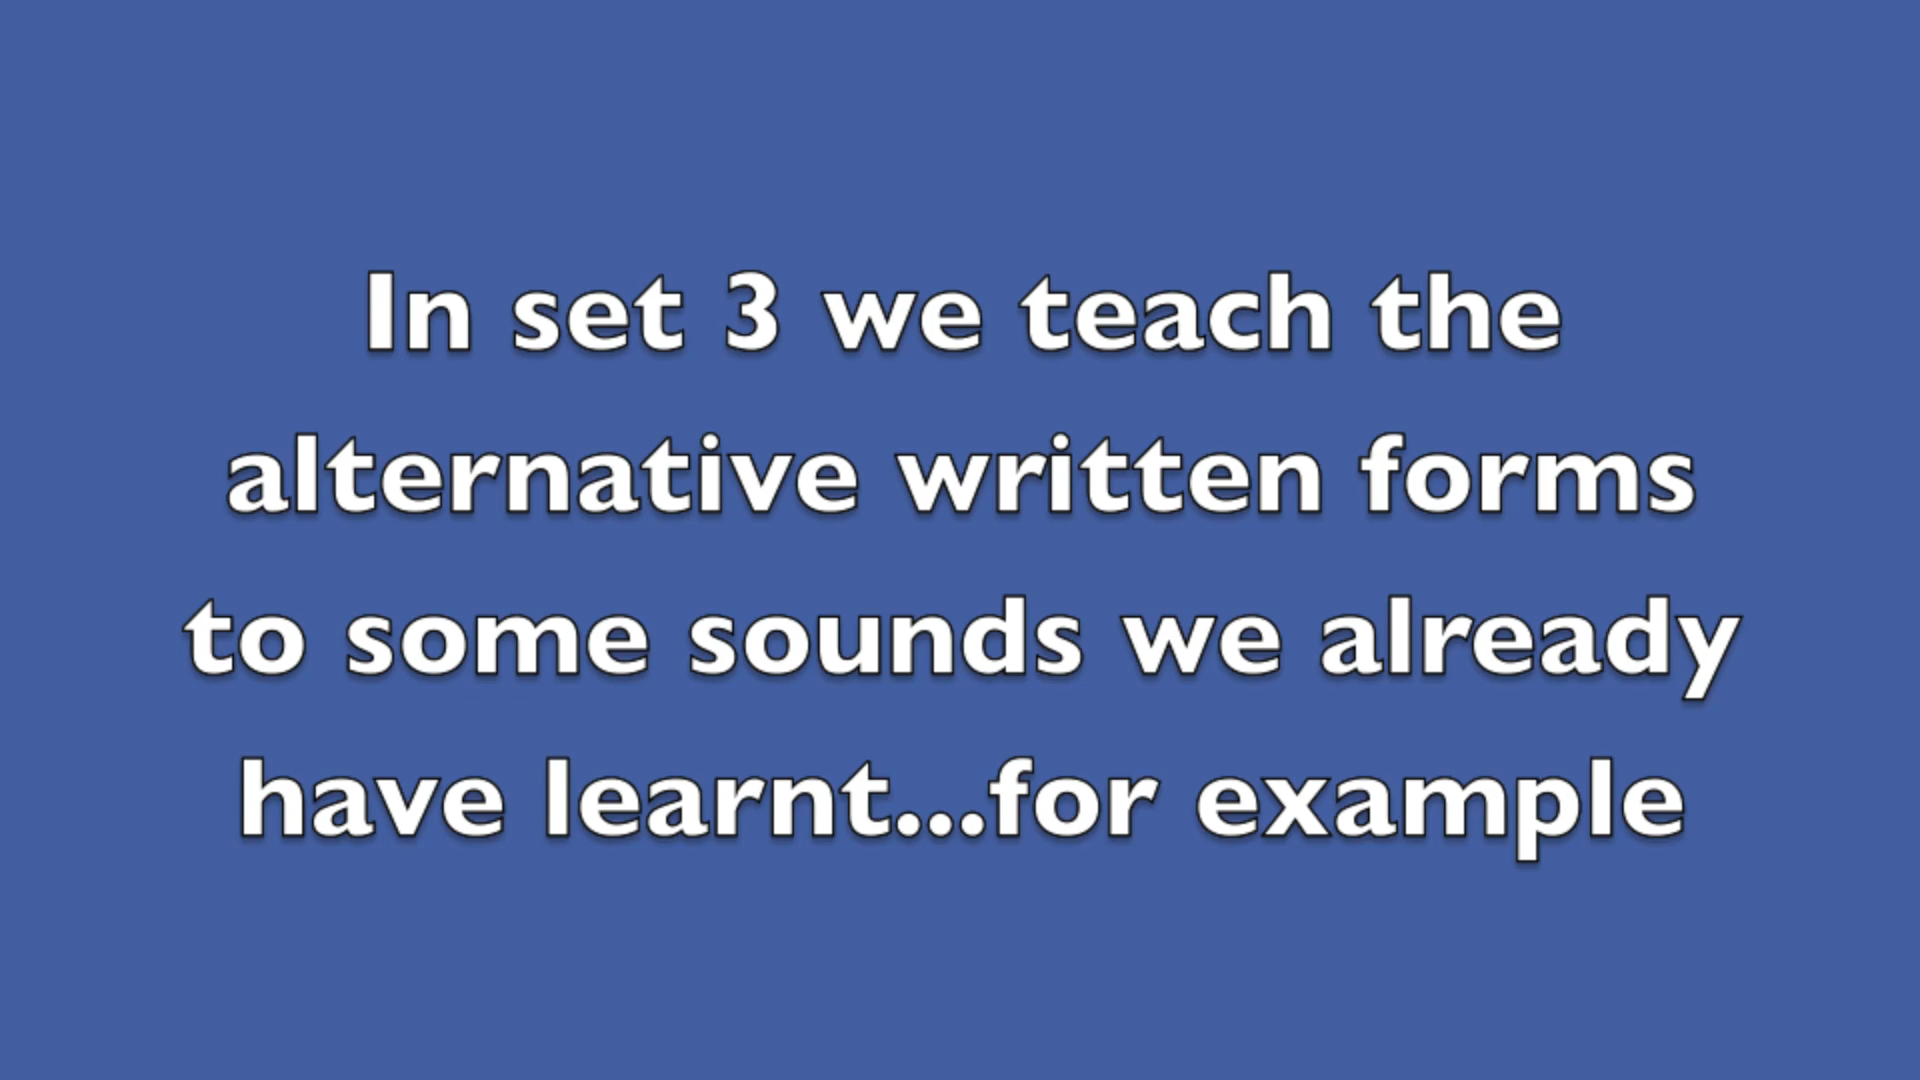 In set 3 we teach the
alternative written forms
to some sounds we already
have learnt...for example